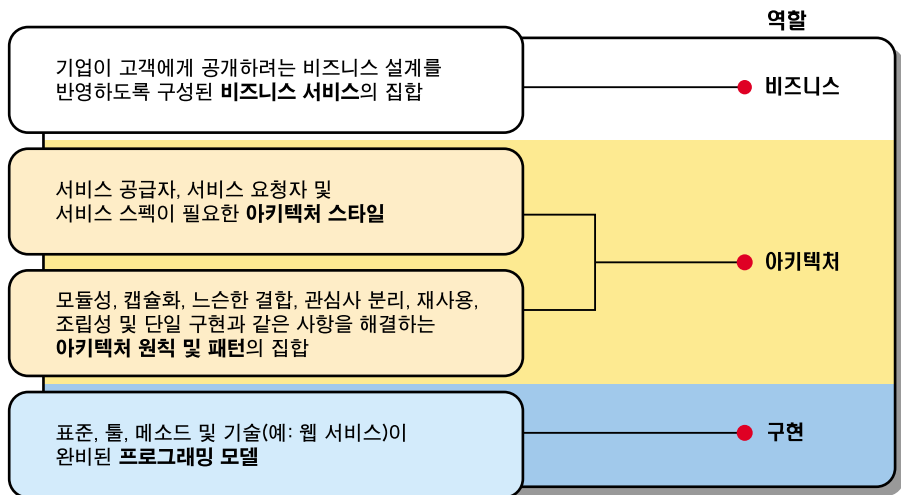 역할
기업이 고객에게 공개하려는 비즈니스 설계를
반영하도록 구성된 비즈니스 서비스의 집합
비즈니스
서비스 공급자, 서비스 요청자 및
서비스 스펙이 필요한 아키텍처 스타일
아키텍처
모듈성, 캡슐화, 느슨한 결합, 관심사 분리, 재사용,
조립성 및 단일 구현과 같은 사항을 해결하는
아키텍처 원칙 및 패턴의 집합
표준, 툴, 메소드 및 기술(예: 웹 서비스)이
완비된 프로그래밍 모델
구현